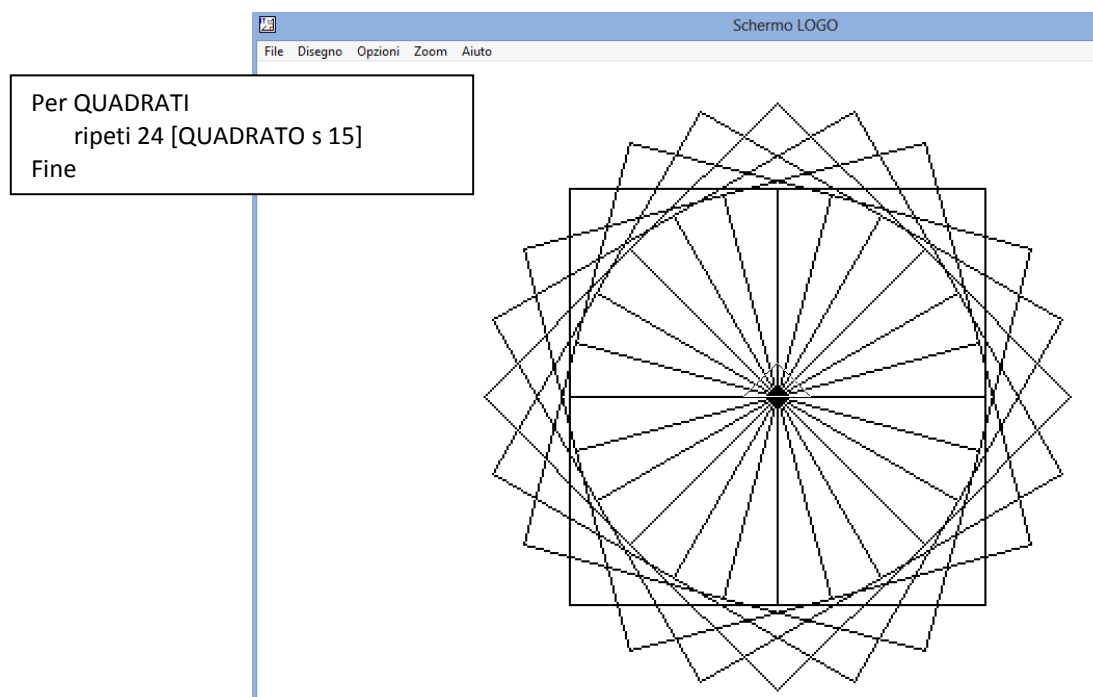 Schermo LOGO
File Disegno Opzioni Zoom Aiuto
Per QUADRATI
ripeti 24 [QUADRATO s 15]
Fine